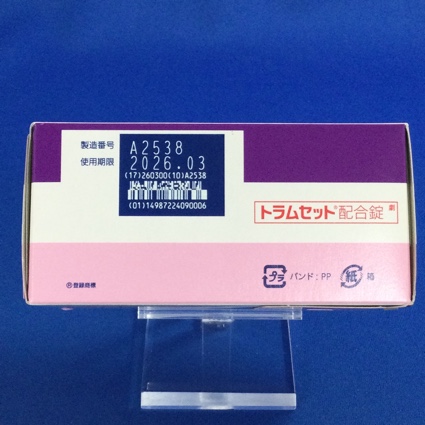 製造番号 A2538
使用期限 2026.03
(17)260300(10)A2538
(01)14987224090006
トラムセット®配合錠 劇
プラ バンド:PP 紙 箱
Ⓡ登録商標